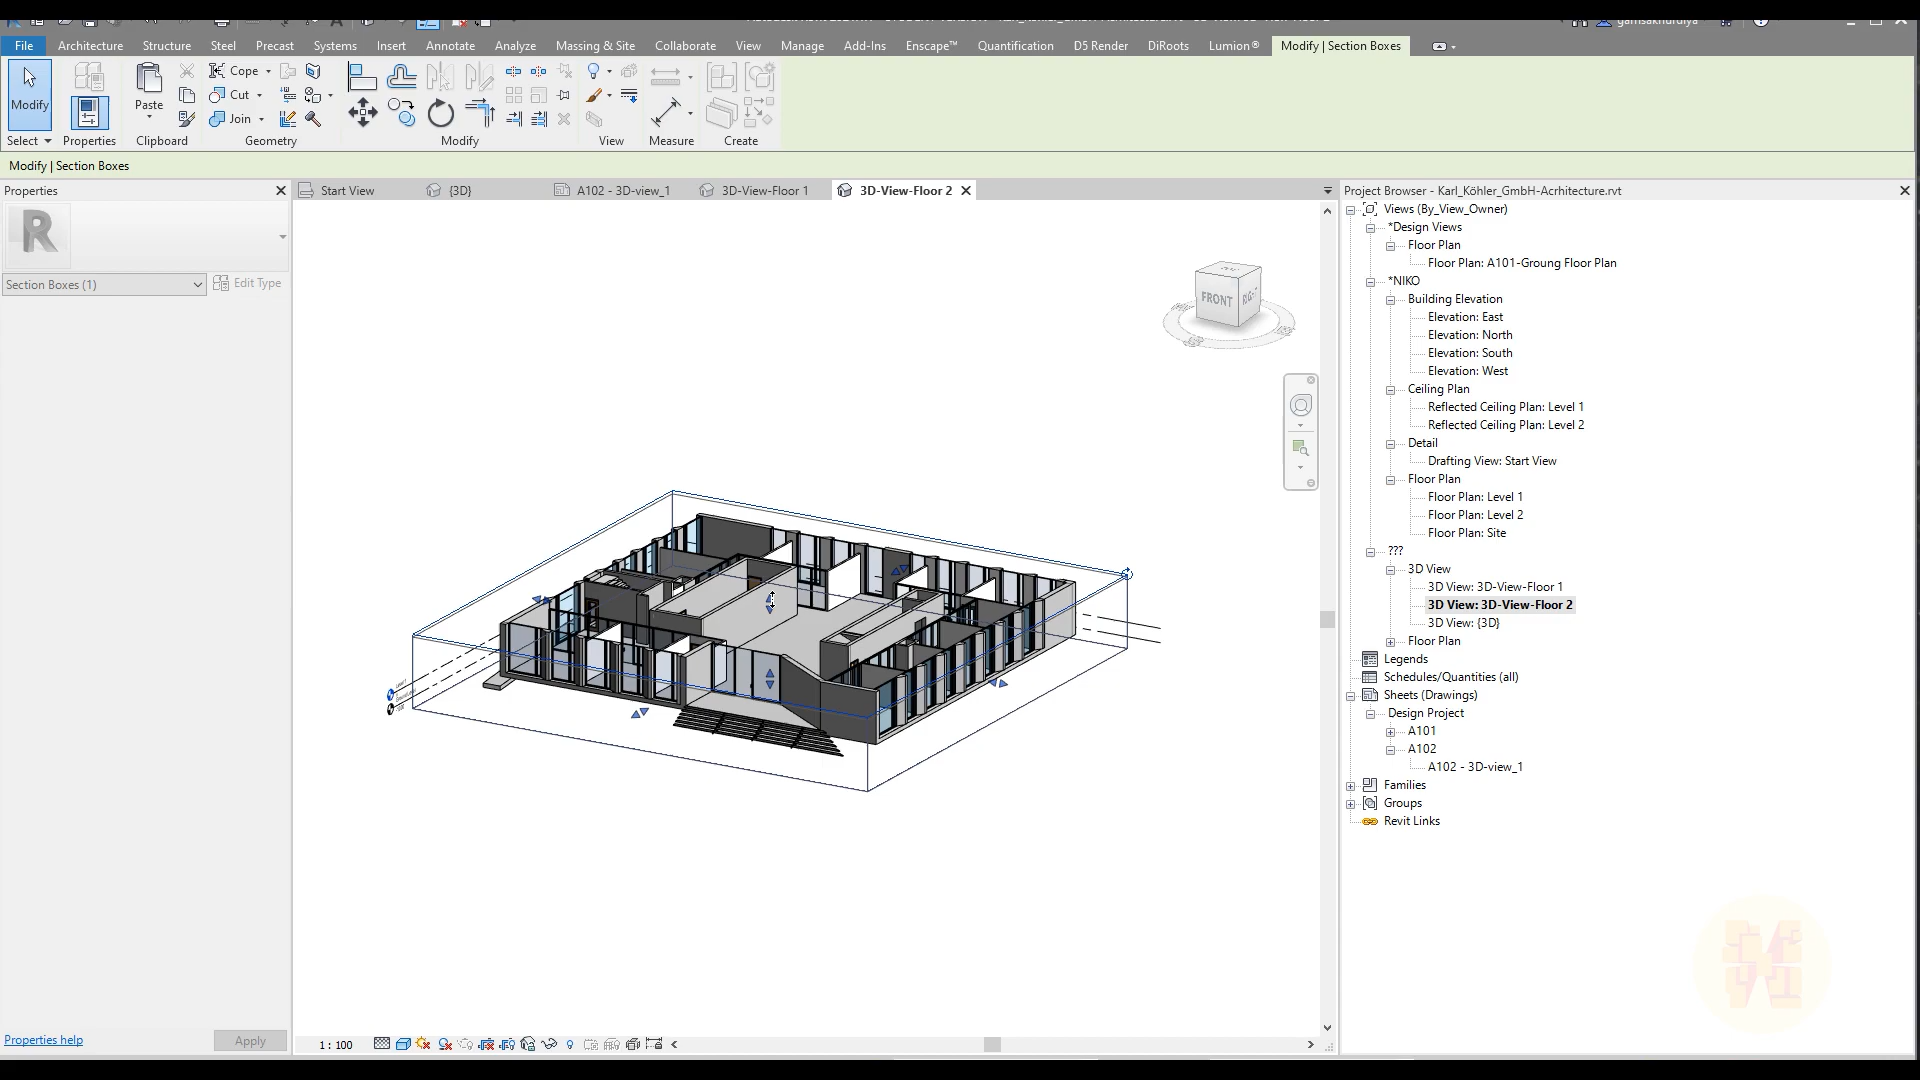 File Architecture Structure Steel Precast Systems Insert Annotate Analyze Massing & Site Collaborate View Manage Add-Ins Enscape™ Quantification D5 Render DiRoots Lumion® Modify | Section Boxes
Modify
Paste
Cope
Cut
Join
Select Properties Clipboard Geometry Modify View Measure Create
Modify | Section Boxes
Properties
Start View {3D} A102 - 3D-view_1 3D-View-Floor 1 3D-View-Floor 2
Project Browser - Karl_Köhler_GmbH-Acrhitecture.rvt
R
Section Boxes (1) Edit Type
FRONT
RIGHT
Views (By_View_Owner)
*Design Views
Floor Plan
Floor Plan: A101-Groung Floor Plan
*NIKO
Building Elevation
Elevation: East
Elevation: North
Elevation: South
Elevation: West
Ceiling Plan
Reflected Ceiling Plan: Level 1
Reflected Ceiling Plan: Level 2
Detail
Drafting View: Start View
Floor Plan
Floor Plan: Level 1
Floor Plan: Level 2
Floor Plan: Site
???
3D View
3D View: 3D-View-Floor 1
3D View: 3D-View-Floor 2
3D View: {3D}
Floor Plan
Legends
Schedules/Quantities (all)
Sheets (Drawings)
Design Project
A101
A102
A102 - 3D-view_1
Families
Groups
Revit Links
Properties help Apply
1 : 100